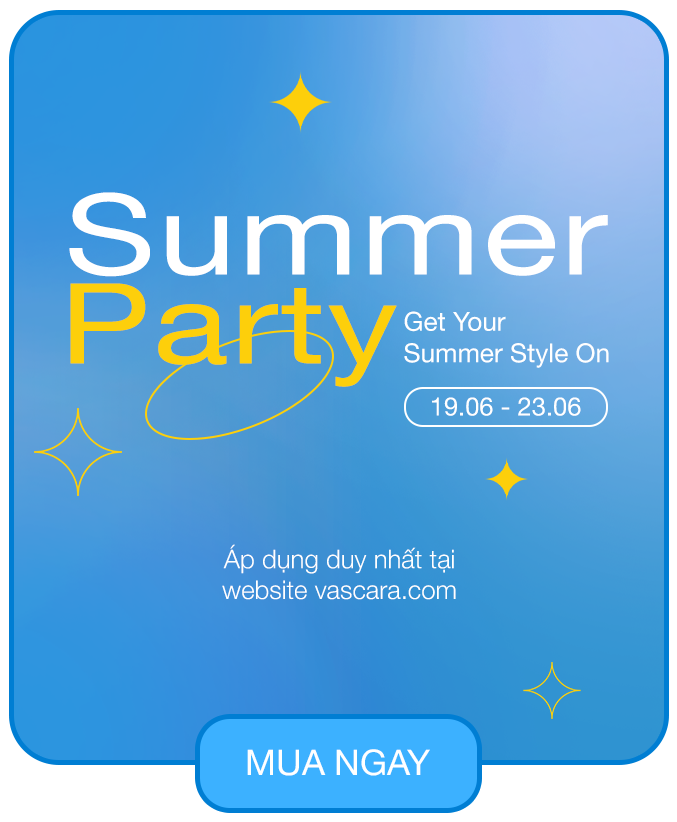 Summer
Party
Get Your
Summer Style On
19.06 - 23.06
Áp dụng duy nhất tại
website vascara.com
MUA NGAY